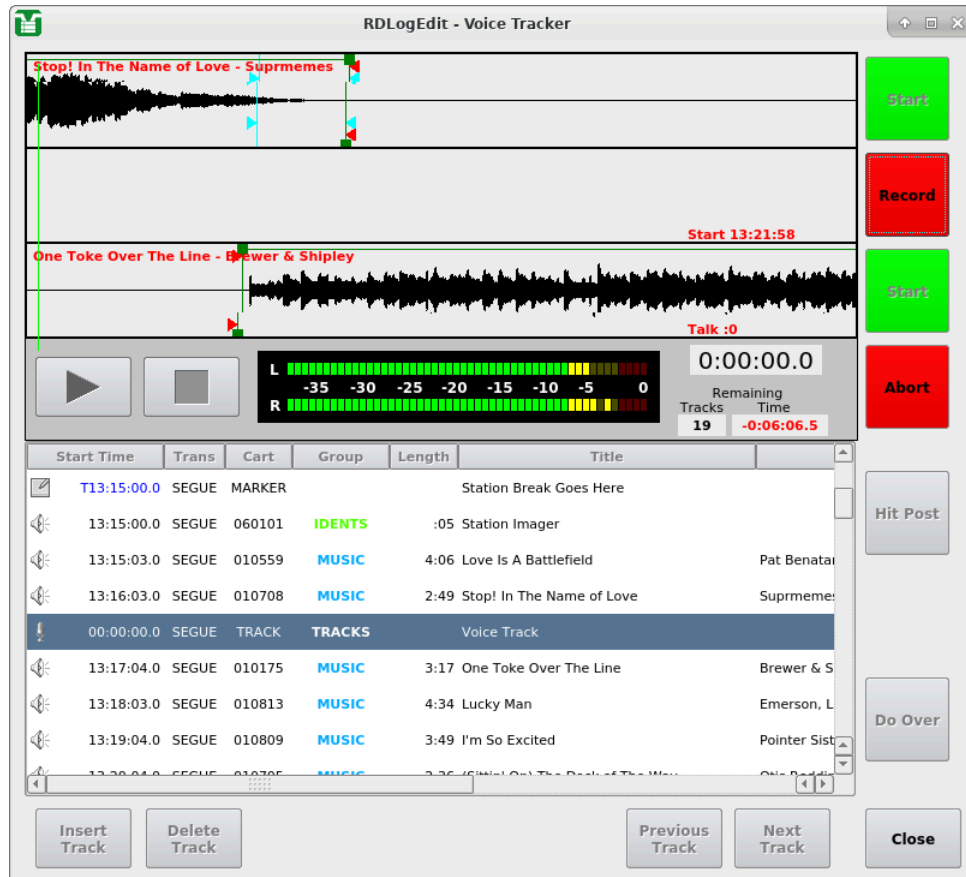 RDLogEdit - Voice Tracker
Stop! In The Name of Love - Suprmemes
Start
Record
Start 13:21:58
One Toke Over The Line - Brewer & Shipley
Start
Talk :0
L
-35 -30 -25 -20 -15 -10 -5 0
R
0:00:00.0
Remaining
Tracks Time
19 -0:06:06.5
Abort
Start Time Trans Cart Group Length Title
T13:15:00.0 SEGUE MARKER Station Break Goes Here
13:15:00.0 SEGUE 060101 IDENTS :05 Station Imager
13:15:03.0 SEGUE 010559 MUSIC 4:06 Love Is A Battlefield Pat Benatar
13:16:03.0 SEGUE 010708 MUSIC 2:49 Stop! In The Name of Love Suprmemes
00:00:00.0 SEGUE TRACK TRACKS Voice Track
13:17:04.0 SEGUE 010175 MUSIC 3:17 One Toke Over The Line Brewer & S
13:18:03.0 SEGUE 010813 MUSIC 4:34 Lucky Man Emerson, L
13:19:04.0 SEGUE 010809 MUSIC 3:49 I'm So Excited Pointer Sist
Hit Post
Do Over
Insert Track
Delete Track
Previous Track
Next Track
Close